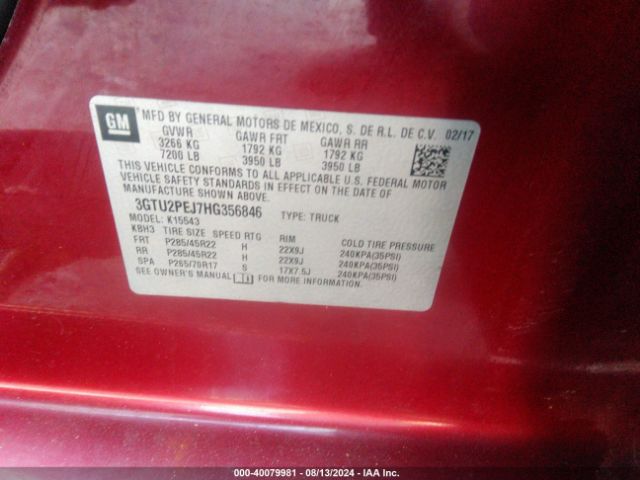 GM
MFD BY GENERAL MOTORS DE MEXICO, S. DE R.L. DE C.V. 02/17
GVWR GAWR FRT GAWR RR
3266 KG 1792 KG 1792 KG
7200 LB 3950 LB 3950 LB
THIS VEHICLE CONFORMS TO ALL APPLICABLE U.S. FEDERAL MOTOR
VEHICLE SAFETY STANDARDS IN EFFECT ON THE DATE OF
MANUFACTURE SHOWN ABOVE.
3GTU2PEJ7HG356846 TYPE: TRUCK
MODEL: K15543
KBH3 TIRE SIZE SPEED RTG RIM COLD TIRE PRESSURE
FRT P285/45R22 H 22X9J 240KPA(35PSI)
RR P285/45R22 H 22X9J 240KPA(35PSI)
SPA P265/70R17 S 17X7.5J 240KPA(35PSI)
SEE OWNER'S MANUAL FOR MORE INFORMATION.
000-40079981 - 08/13/2024 - IAA Inc.